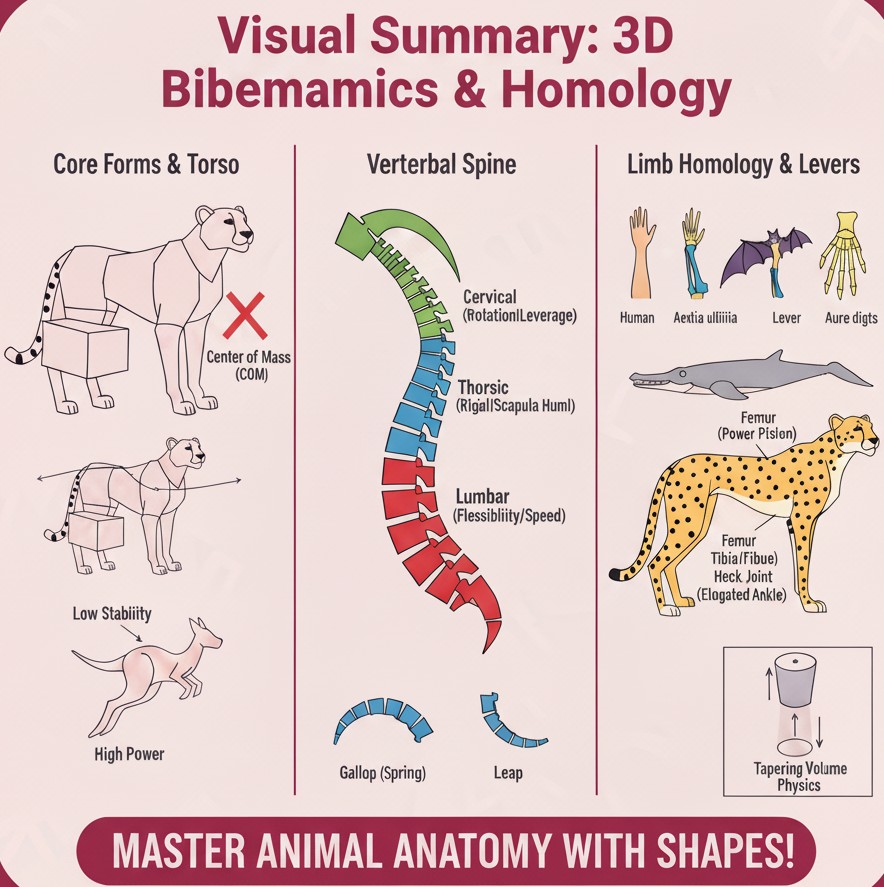 Visual Summary: 3D
Bibemamics & Homology
Core Forms & Torso
Center of Mass
(COM)
Low Stability
High Power
Verterbal Spine
Cervical
(Rotation|Leverage)
Thorsic
(Rigal|Scapula Huml)
Lumbar
(Flessibliity/Speed)
Gallop (Spring)
Leap
Limb Homology & Levers
Human
Aextia ulliiia
Lever
Aure digts
Femur
(Power Pislon)
Femur
Tibia/Fibue)
Heck Joint
(Elogated Ankle)
Tapering Volume
Physics
MASTER ANIMAL ANATOMY WITH SHAPES!